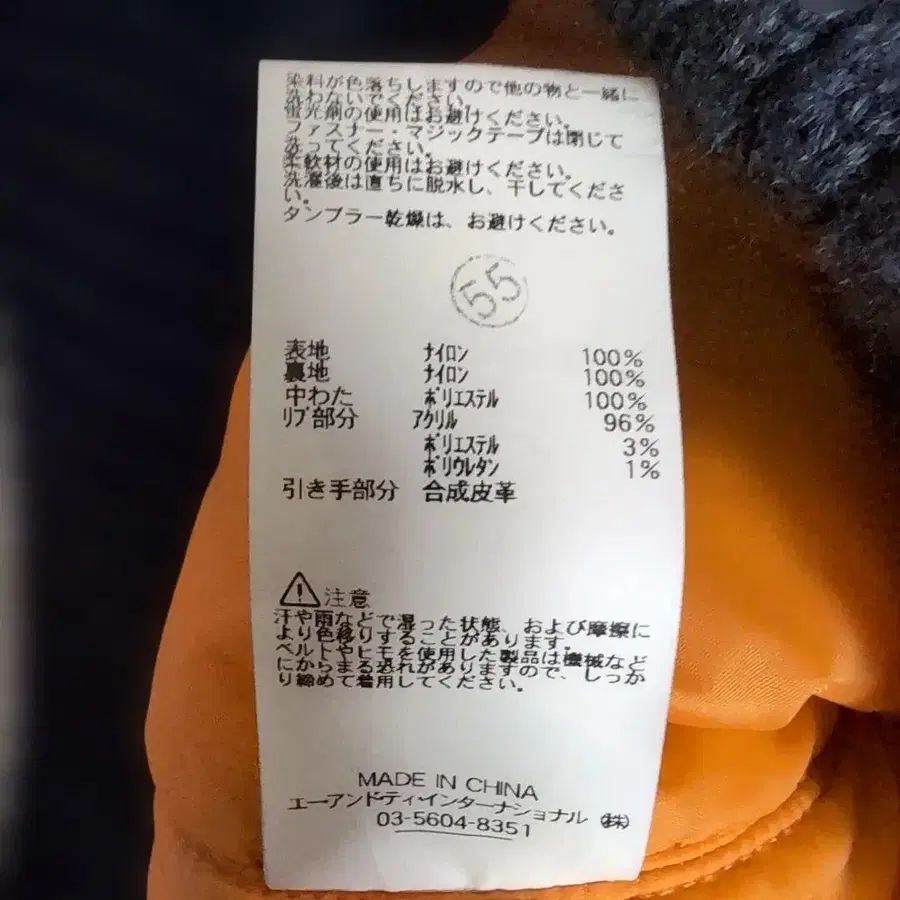 染料が色落ちしますので他の物と一緒に
洗わないでください。
蛍光剤の使用はお避けください。
ファスナー・マジックテープは閉じて
洗ってください。
柔軟材の使用はお避けください。
洗濯後は直ちに脱水し、干してくださ
い。
タンブラー乾燥は、お避けください。
55
表地 ナイロン 100%
裏地 ナイロン 100%
中わた ポリエステル 100%
リブ部分 アクリル 96%
ポリエステル 3%
ポリウレタン 1%
引き手部分 合成皮革
注意
汗や雨などで湿った状態、および摩擦に
より色移りすることがあります。
ベルトやヒモを使用した製品は機械など
にからまる恐れがありますので、しっか
り締めて着用してください。
MADE IN CHINA
エーアンドティ・インターナショナル ㈱
03-5604-8351